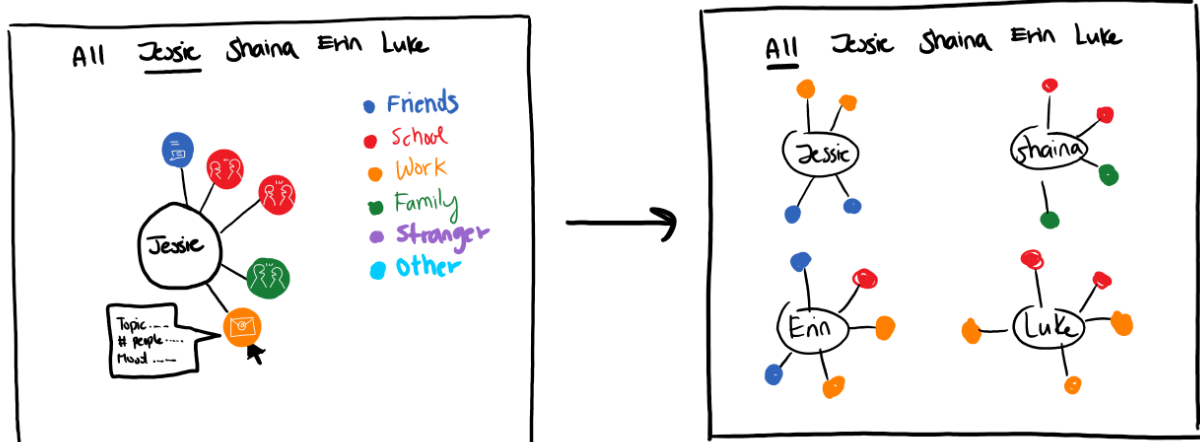 All Jessie Shaina Erin Luke
Friends
School
Work
Family
Stranger
Other
Jessie
Topic....
# People.....
Mood....
All Jessie Shaina Erin Luke
Jessie
Shaina
Erin
Luke